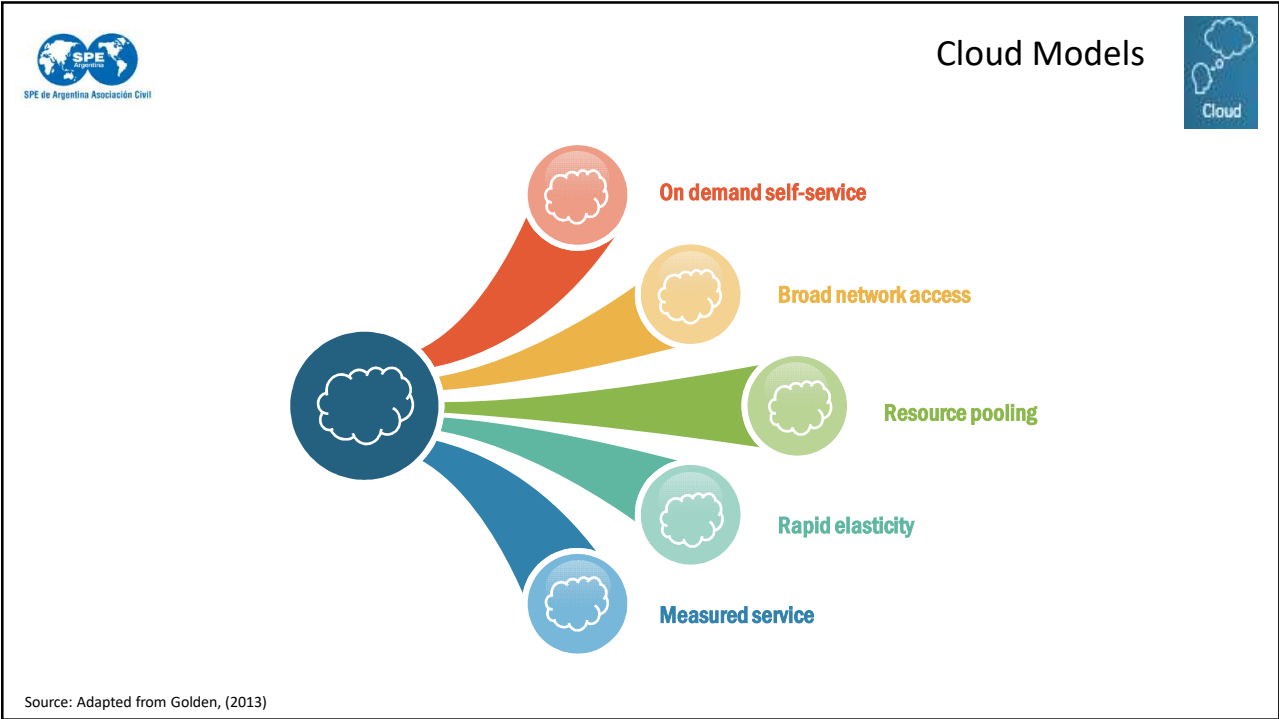 Cloud Models
SPE
Argentina
SPE de Argentina Asociación Civil
Cloud
On demand self-service
Broad network access
Resource pooling
Rapid elasticity
Measured service
Source: Adapted from Golden, (2013)